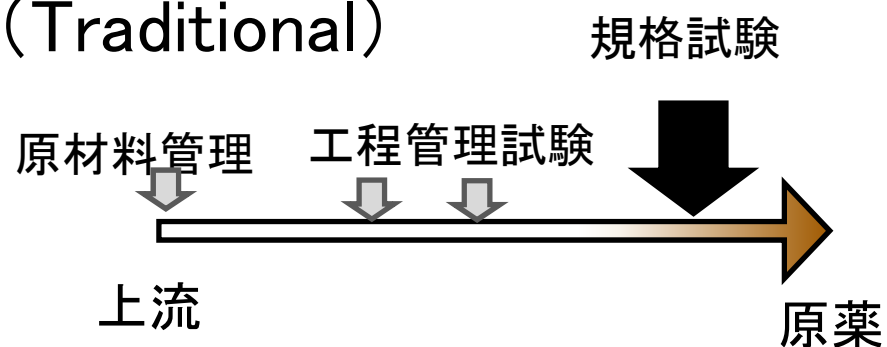 （Traditional）
規格試験
原材料管理
工程管理試験
上流
原薬